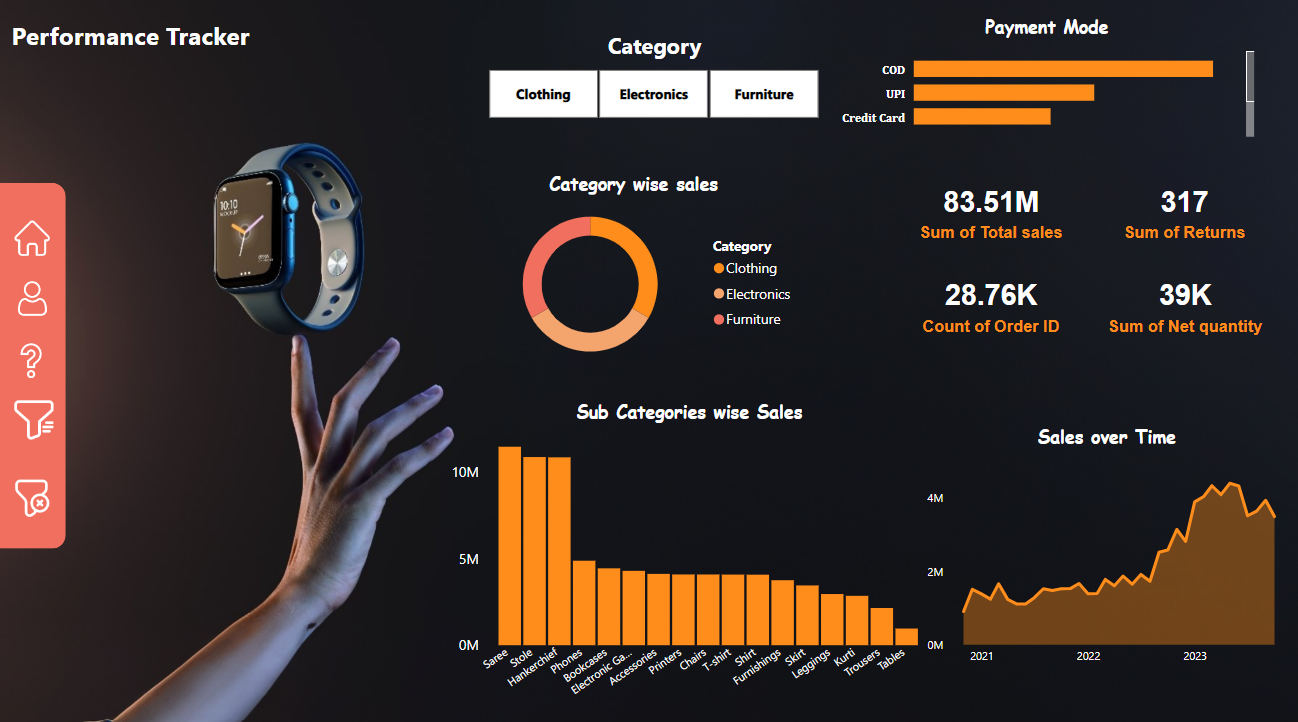 Performance Tracker
Category
Clothing
Electronics
Furniture
Payment Mode
COD
UPI
Credit Card
10:10
Category wise sales
Category
Clothing
Electronics
Furniture
83.51M
Sum of Total sales
317
Sum of Returns
28.76K
Count of Order ID
39K
Sum of Net quantity
Sub Categories wise Sales
10M
5M
0M
Saree
Stole
Hankerchief
Phones
Bookcases
Electronic Ga...
Accessories
Printers
Chairs
T-shirt
Shirt
Furnishings
Skirt
Leggings
Kurti
Trousers
Tables
Sales over Time
4M
2M
0M
2021
2022
2023